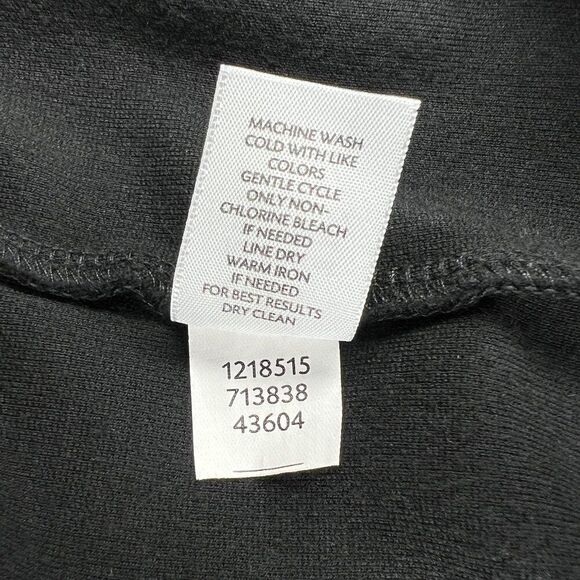 MACHINE WASH
COLD WITH LIKE
COLORS
GENTLE CYCLE
ONLY NON-
CHLORINE BLEACH
IF NEEDED
LINE DRY
WARM IRON
IF NEEDED
FOR BEST RESULTS
DRY CLEAN
1218515
713838
43604